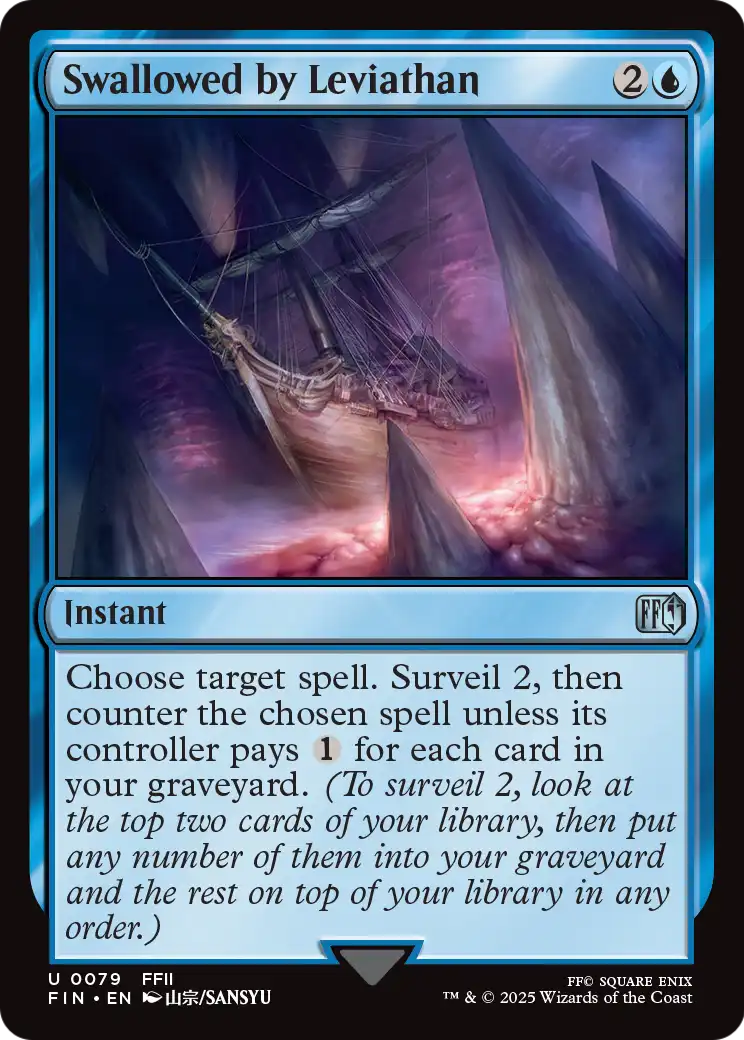 Swallowed by Leviathan 2
Instant
FF
Choose target spell. Surveil 2, then
counter the chosen spell unless its
controller pays 1 for each card in
your graveyard. (To surveil 2, look at
the top two cards of your library, then put
any number of them into your graveyard
and the rest on top of your library in any
order.)
U 0079 FFII
FIN • EN 山宗/SANSYU
FF© SQUARE ENIX
™ & © 2025 Wizards of the Coast